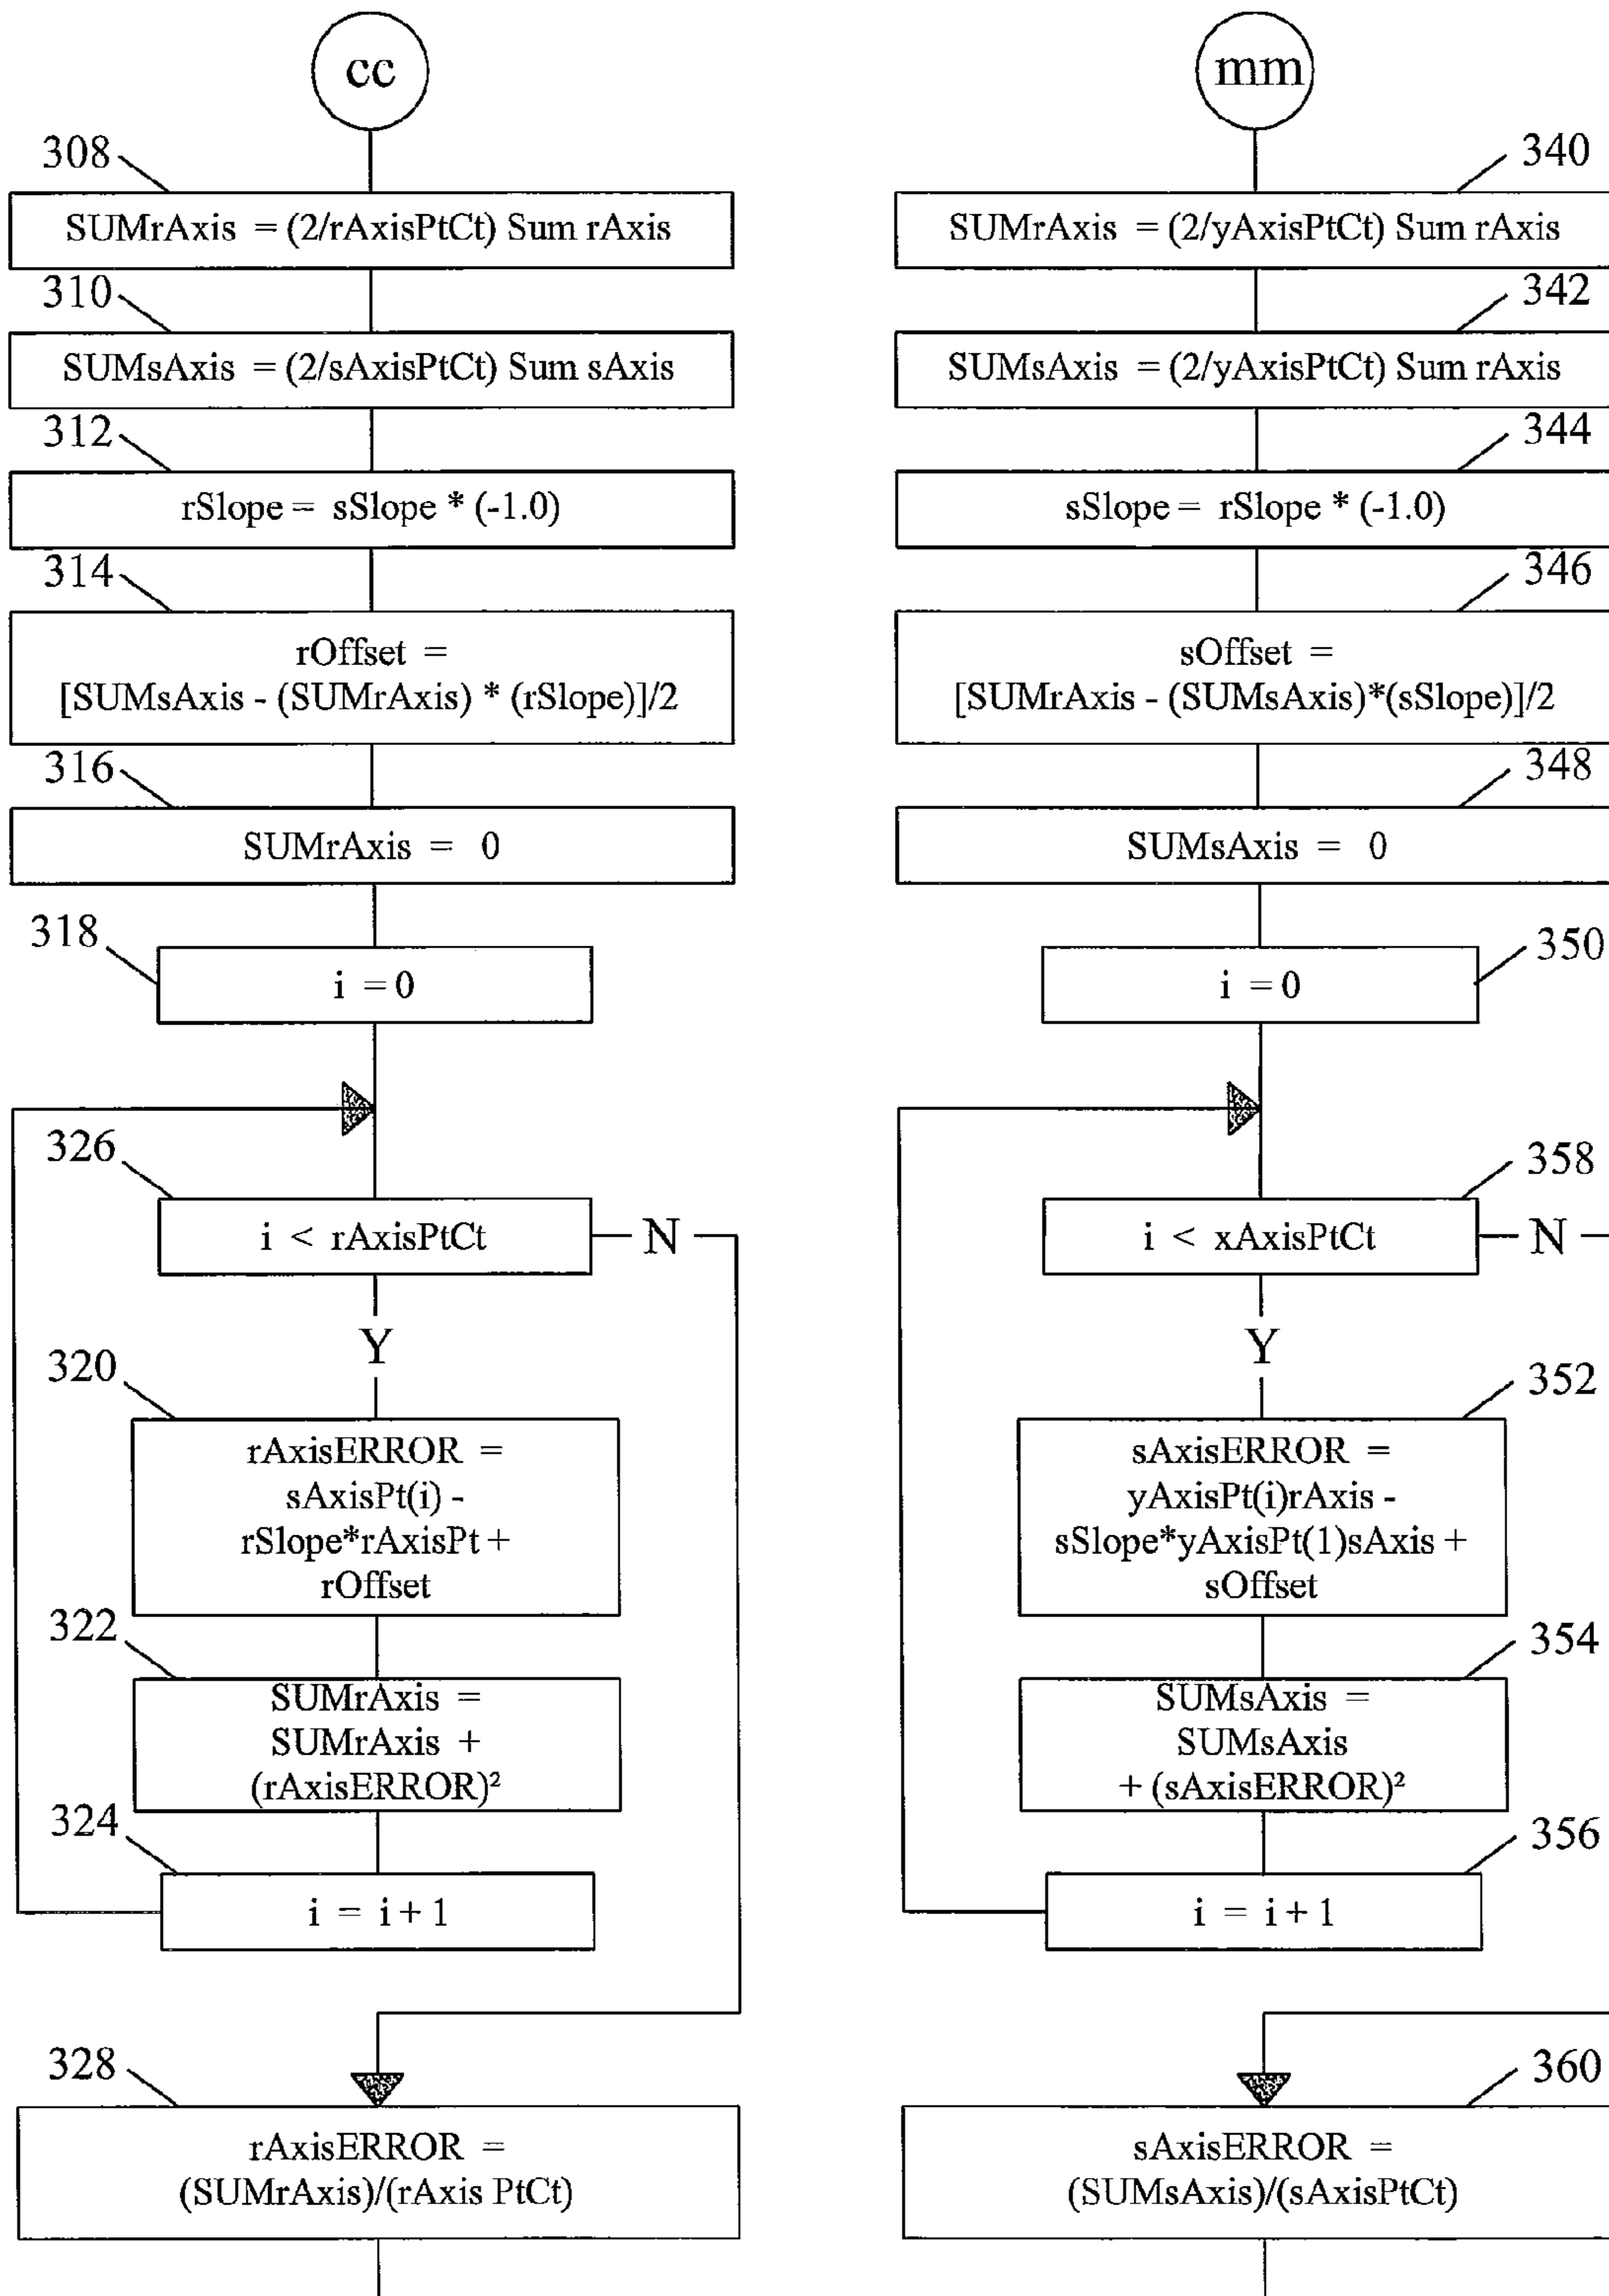 cc
308
SUMrAxis = (2/rAxisPtCt) Sum rAxis
310
SUMsAxis = (2/sAxisPtCt) Sum sAxis
312
rSlope = sSlope * (-1.0)
314
rOffset =
[SUMsAxis - (SUMrAxis) * (rSlope)]/2
316
SUMrAxis = 0
318
i = 0
326
i < rAxisPtCt
N
Y
320
rAxisERROR =
sAxisPt(i) -
rSlope*rAxisPt +
rOffset
322
SUMrAxis =
SUMrAxis +
(rAxisERROR)²
324
i = i + 1
328
rAxisERROR =
(SUMrAxis)/(rAxis PtCt)
mm
340
SUMrAxis = (2/yAxisPtCt) Sum rAxis
342
SUMsAxis = (2/yAxisPtCt) Sum rAxis
344
sSlope = rSlope * (-1.0)
346
sOffset =
[SUMrAxis - (SUMsAxis)*(sSlope)]/2
348
SUMsAxis = 0
350
i = 0
358
i < xAxisPtCt
N
Y
352
sAxisERROR =
yAxisPt(i)rAxis -
sSlope*yAxisPt(1)sAxis +
sOffset
354
SUMsAxis =
SUMsAxis
+ (sAxisERROR)²
356
i = i + 1
360
sAxisERROR =
(SUMsAxis)/(sAxisPtCt)